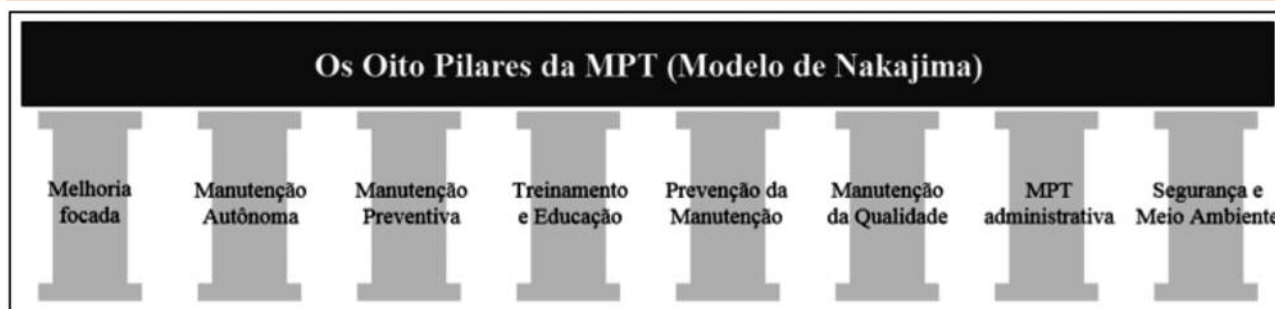 Os Oito Pilares da MPT (Modelo de Nakajima)
Melhoria
focada
Manutenção
Autônoma
Manutenção
Preventiva
Treinamento
e Educação
Prevenção da
Manutenção
Manutenção
da Qualidade
MPT
administrativa
Segurança e
Meio Ambiente